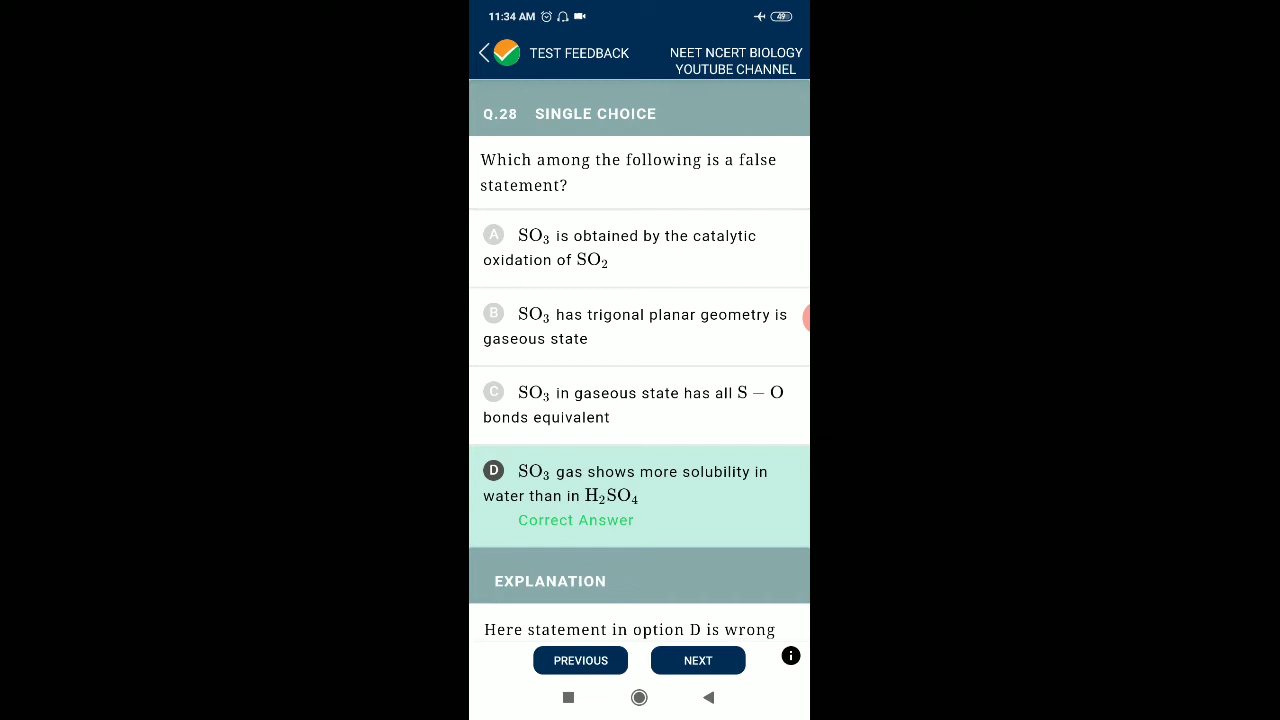 11:34 AM 49
TEST FEEDBACK NEET NCERT BIOLOGY
YOUTUBE CHANNEL
Q.28 SINGLE CHOICE
Which among the following is a false
statement?
A SO₃ is obtained by the catalytic
oxidation of SO₂
B SO₃ has trigonal planar geometry is
gaseous state
C SO₃ in gaseous state has all S – O
bonds equivalent
D SO₃ gas shows more solubility in
water than in H₂SO₄
Correct Answer
EXPLANATION
Here statement in option D is wrong
PREVIOUS NEXT